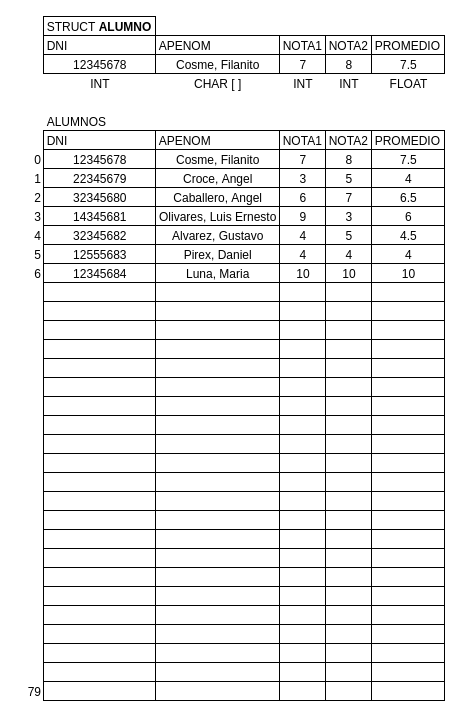 STRUCT ALUMNO
DNI APENOM NOTA1 NOTA2 PROMEDIO
12345678 Cosme, Filanito 7 8 7.5
INT CHAR [ ] INT INT FLOAT
ALUMNOS
DNI APENOM NOTA1 NOTA2 PROMEDIO
0 12345678 Cosme, Filanito 7 8 7.5
1 22345679 Croce, Angel 3 5 4
2 32345680 Caballero, Angel 6 7 6.5
3 14345681 Olivares, Luis Ernesto 9 3 6
4 32345682 Alvarez, Gustavo 4 5 4.5
5 12555683 Pirex, Daniel 4 4 4
6 12345684 Luna, Maria 10 10 10
79